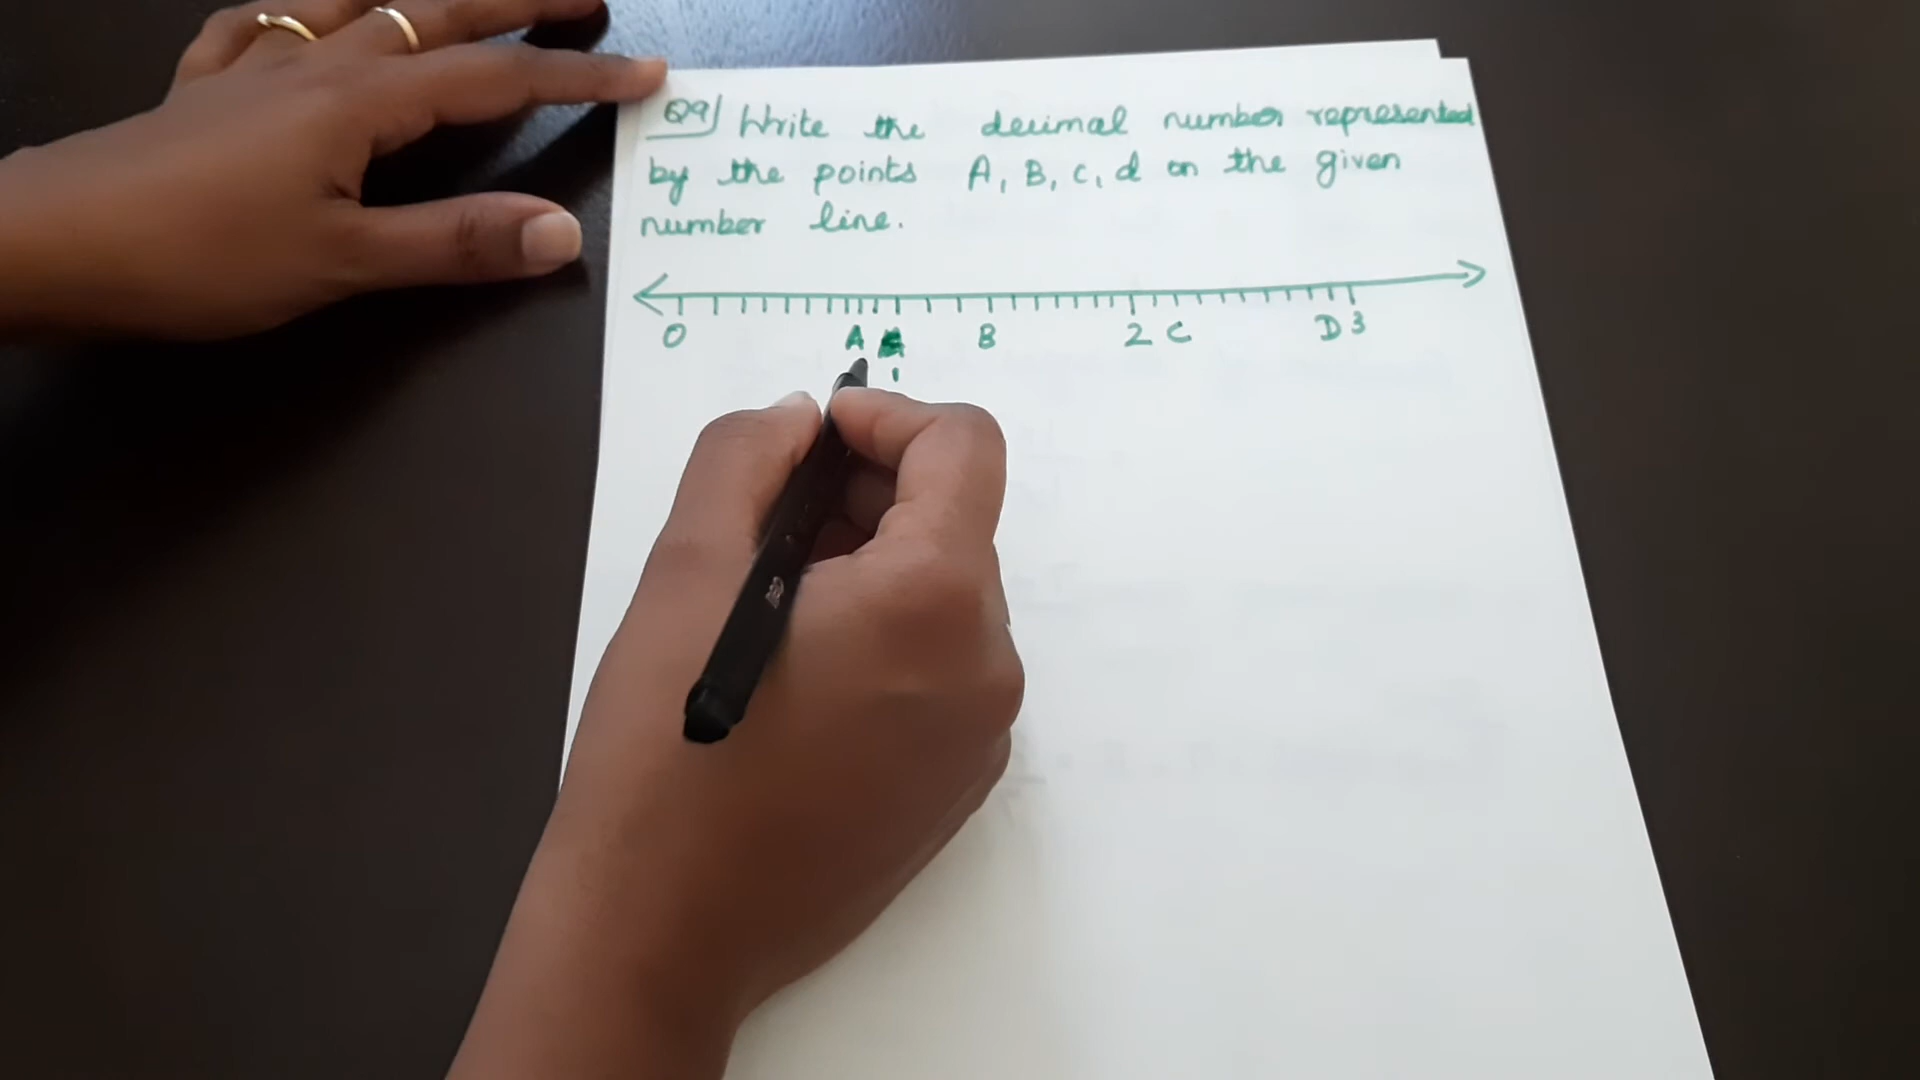 Q9) Write the decimal number represented
by the points A, B, C, d on the given
number line.
0 A B 2 C D 3
1